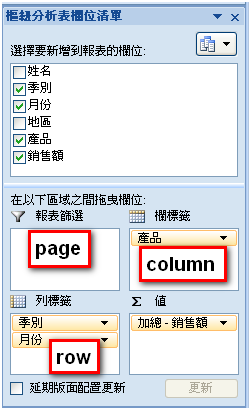 樞紐分析表欄位清單
選擇要新增到報表的欄位:
姓名
季別
月份
地區
產品
銷售額
在以下區域之間拖曳欄位:
報表篩選
欄標籤
page
產品
column
列標籤
Σ 值
季別
月份
row
加總 - 銷售額
延期版面配置更新
更新